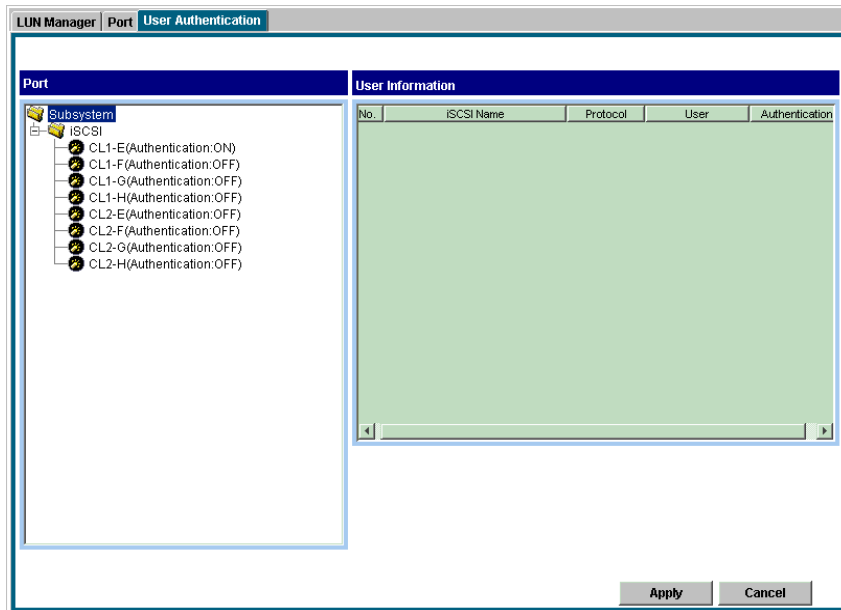 LUN Manager Port User Authentication
Port
Subsystem
iSCSI
CL1-E(Authentication:ON)
CL1-F(Authentication:OFF)
CL1-G(Authentication:OFF)
CL1-H(Authentication:OFF)
CL2-E(Authentication:OFF)
CL2-F(Authentication:OFF)
CL2-G(Authentication:OFF)
CL2-H(Authentication:OFF)
User Information
No. iSCSI Name Protocol User Authentication
Apply Cancel